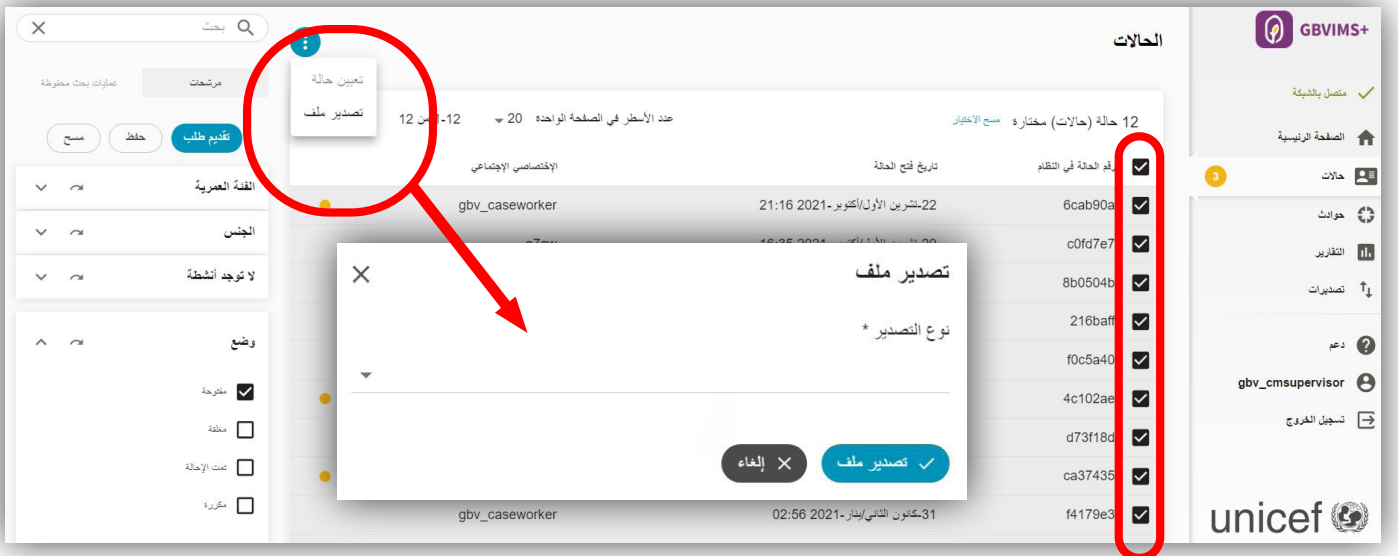 GBVIMS+
متصل بالشبكة
الصفحة الرئيسية
حالات
3
حوادث
التقارير
تصديرات
دعم
gbv_cmsupervisor
تسجيل الخروج
unicef
الحالات
تعيين حالة
تصدير ملف
12 حالة (حالات) مختارة
مسح الاختيار
عدد الأسطر في الصفحة الواحدة 20
1-12 من 12
رقم الحالة في النظام
تاريخ فتح الحالة
الإختصاصي الإجتماعي
6cab90a
22-تشرين الأول/أكتوبر-2021 21:16
gbv_caseworker
c0fd7e7
8b0504b
216baff
f0c5a40
4c102ae
d73f18d
ca37435
f4179e3
31-كانون الثاني/يناير-2021 02:56
gbv_caseworker
تصدير ملف
نوع التصدير *
تصدير ملف
إلغاء
بحث
مرشحات
عمليات بحث محفوظة
تقديم طلب
حفظ
مسح
الفئة العمرية
الجنس
لا توجد أنشطة
وضع
مفتوحة
مغلقة
تمت الإحالة
مكررة